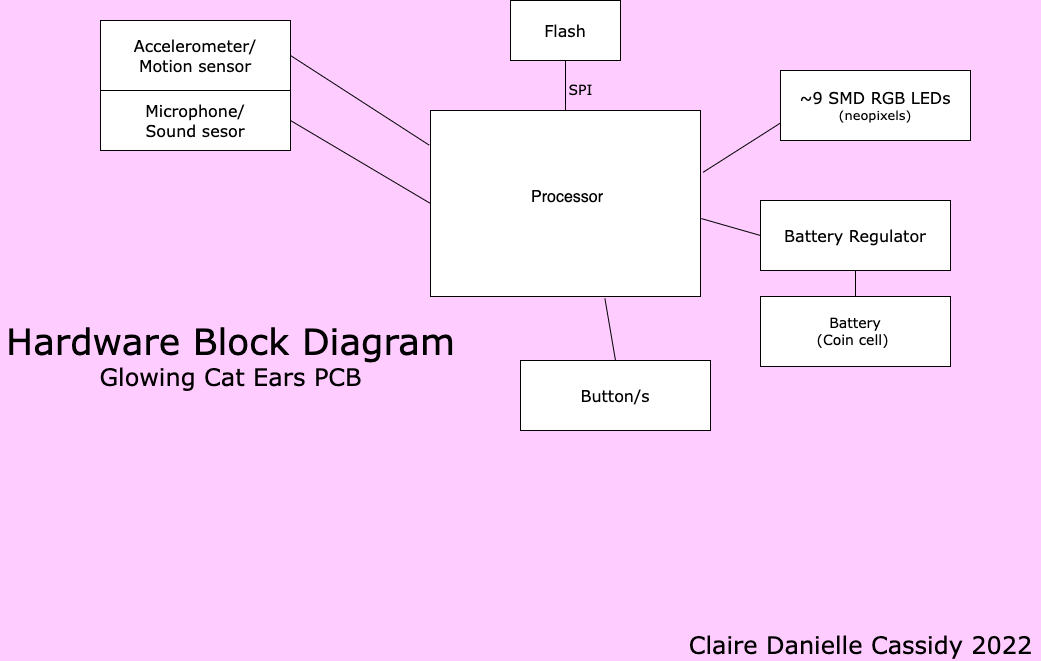 Flash
Accelerometer/
Motion sensor
Microphone/
Sound sesor
SPI
~9 SMD RGB LEDs
(neopixels)
Processor
Battery Regulator
Battery
(Coin cell)
Hardware Block Diagram
Glowing Cat Ears PCB
Button/s
Claire Danielle Cassidy 2022